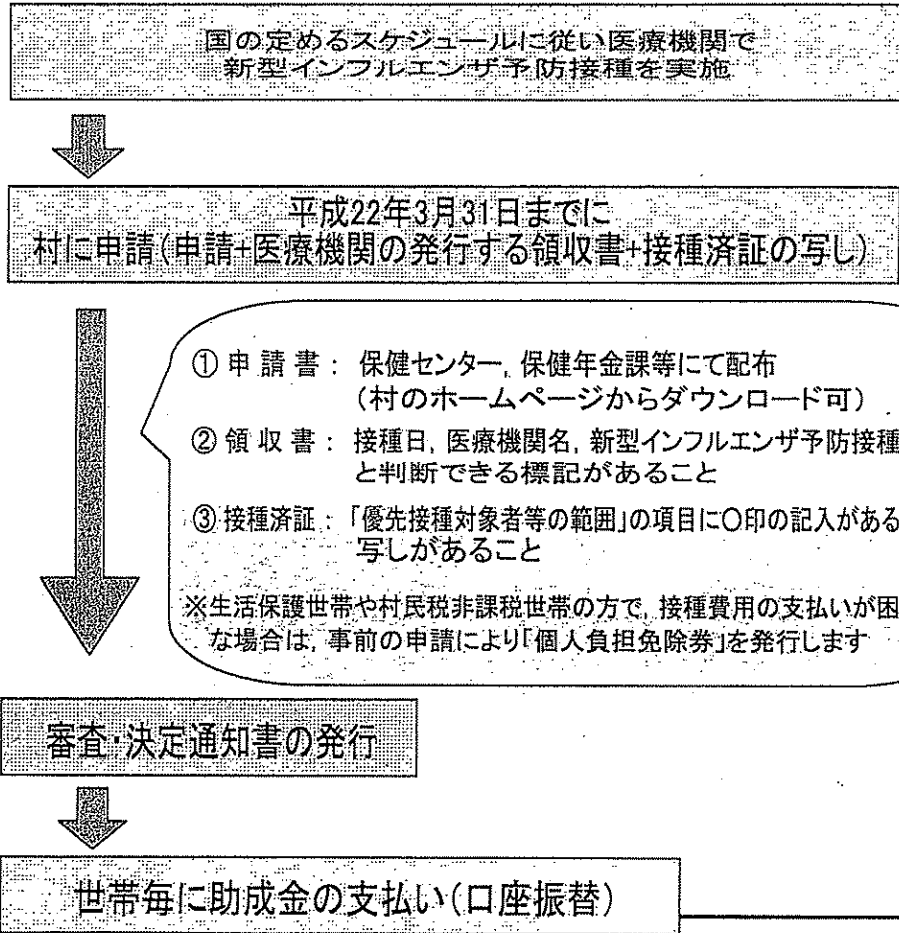 国の定めるスケジュールに従い医療機関で
新型インフルエンザ予防接種を実施
平成22年3月31日までに
村に申請(申請+医療機関の発行する領収書+接種済証の写し)
① 申 請 書 : 保健センター, 保健年金課等にて配布
(村のホームページからダウンロード可)
② 領 収 書 : 接種日, 医療機関名, 新型インフルエンザ予防接種
と判断できる標記があること
③ 接種済証 : 「優先接種対象者等の範囲」の項目に○印の記入がある
写しがあること
※生活保護世帯や村民税非課税世帯の方で, 接種費用の支払いが困
な場合は, 事前の申請により「個人負担免除券」を発行します
審査・決定通知書の発行
世帯毎に助成金の支払い(口座振替)